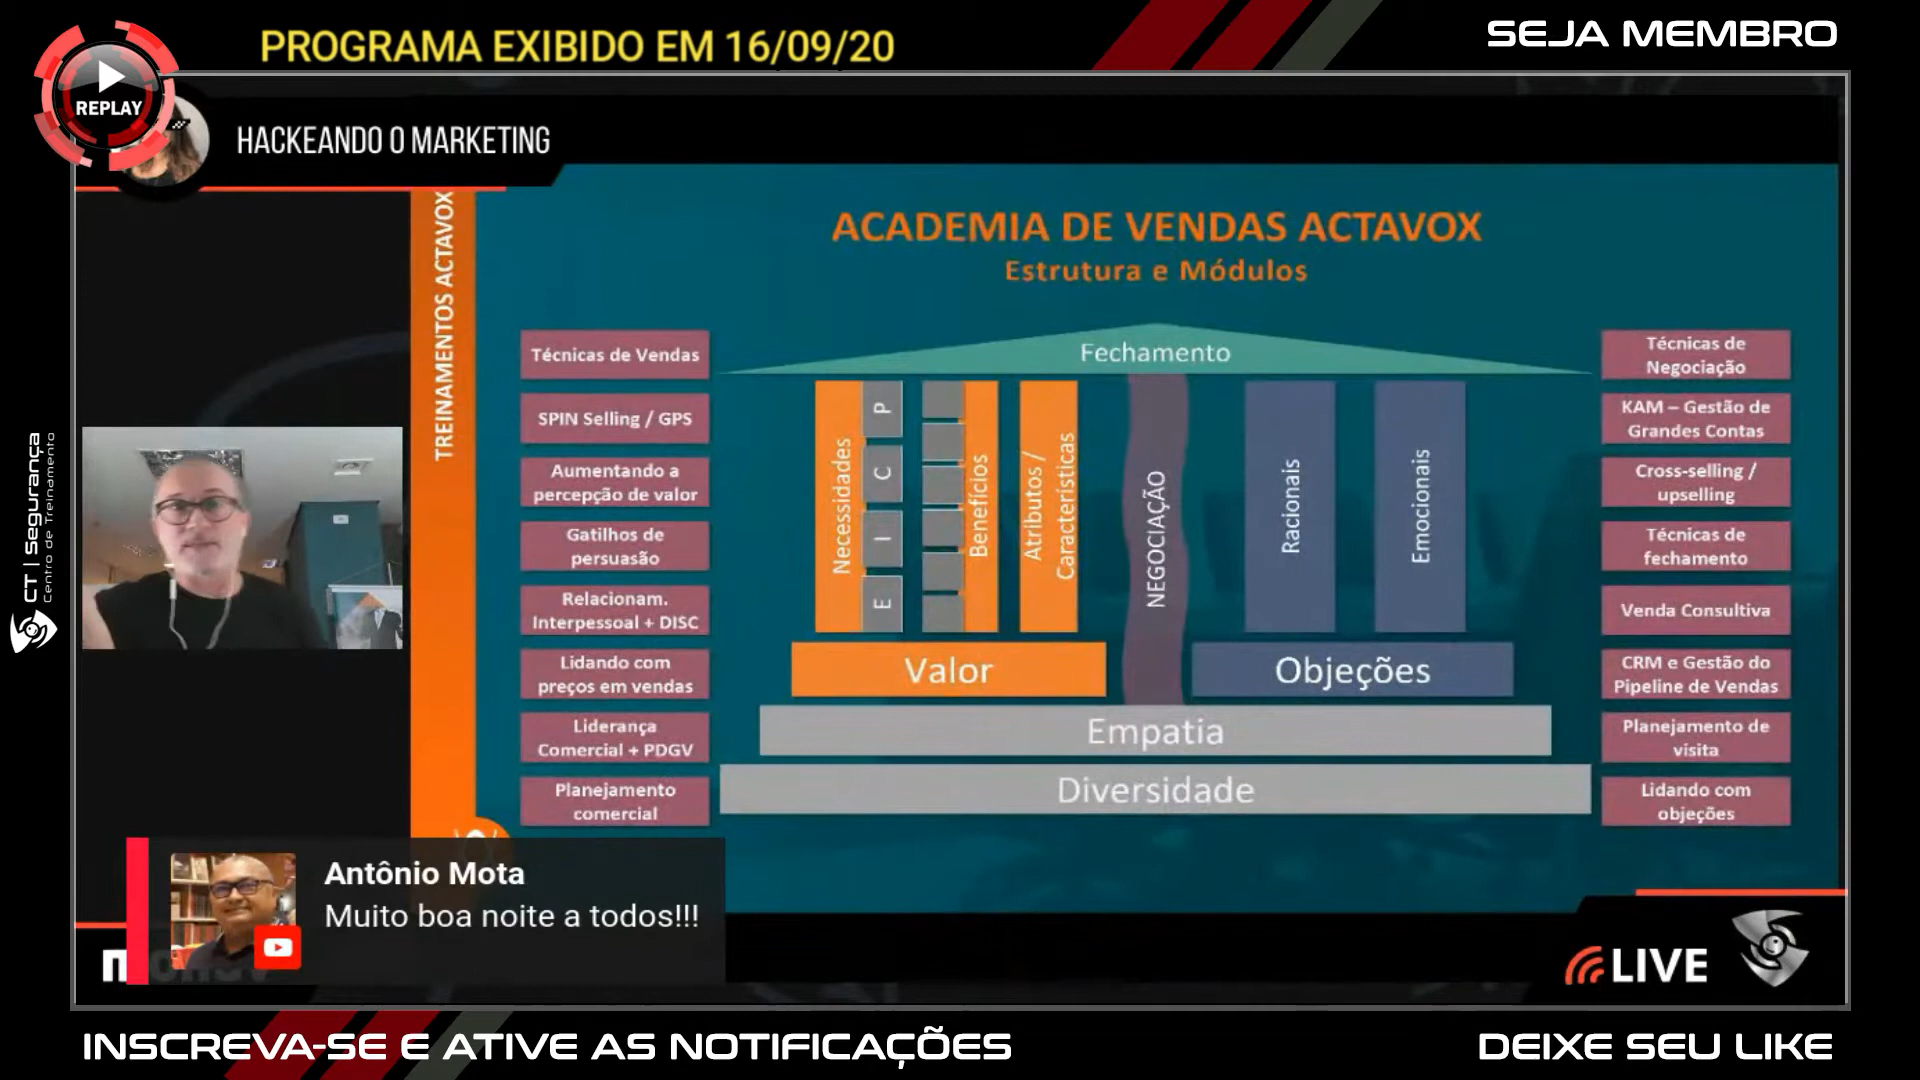 PROGRAMA EXIBIDO EM 16/09/20
SEJA MEMBRO
REPLAY
HACKEANDO O MARKETING
CT | Segurança
Centro de Treinamento
TREINAMENTOS ACTAVOX
ACADEMIA DE VENDAS ACTAVOX
Estrutura e Módulos
Técnicas de Vendas
SPIN Selling / GPS
Aumentando a
percepção de valor
Gatilhos de
persuasão
Relacionam.
Interpessoal + DISC
Lidando com
preços em vendas
Liderança
Comercial + PDGV
Planejamento
comercial
Fechamento
Necessidades
P
C
I
E
Benefícios
Atributos /
Características
NEGOCIAÇÃO
Racionais
Emocionais
Valor
Objeções
Empatia
Diversidade
Técnicas de
Negociação
KAM – Gestão de
Grandes Contas
Cross-selling /
upselling
Técnicas de
fechamento
Venda Consultiva
CRM e Gestão do
Pipeline de Vendas
Planejamento de
visita
Lidando com
objeções
Antônio Mota
Muito boa noite a todos!!!
LIVE
INSCREVA-SE E ATIVE AS NOTIFICAÇÕES
DEIXE SEU LIKE